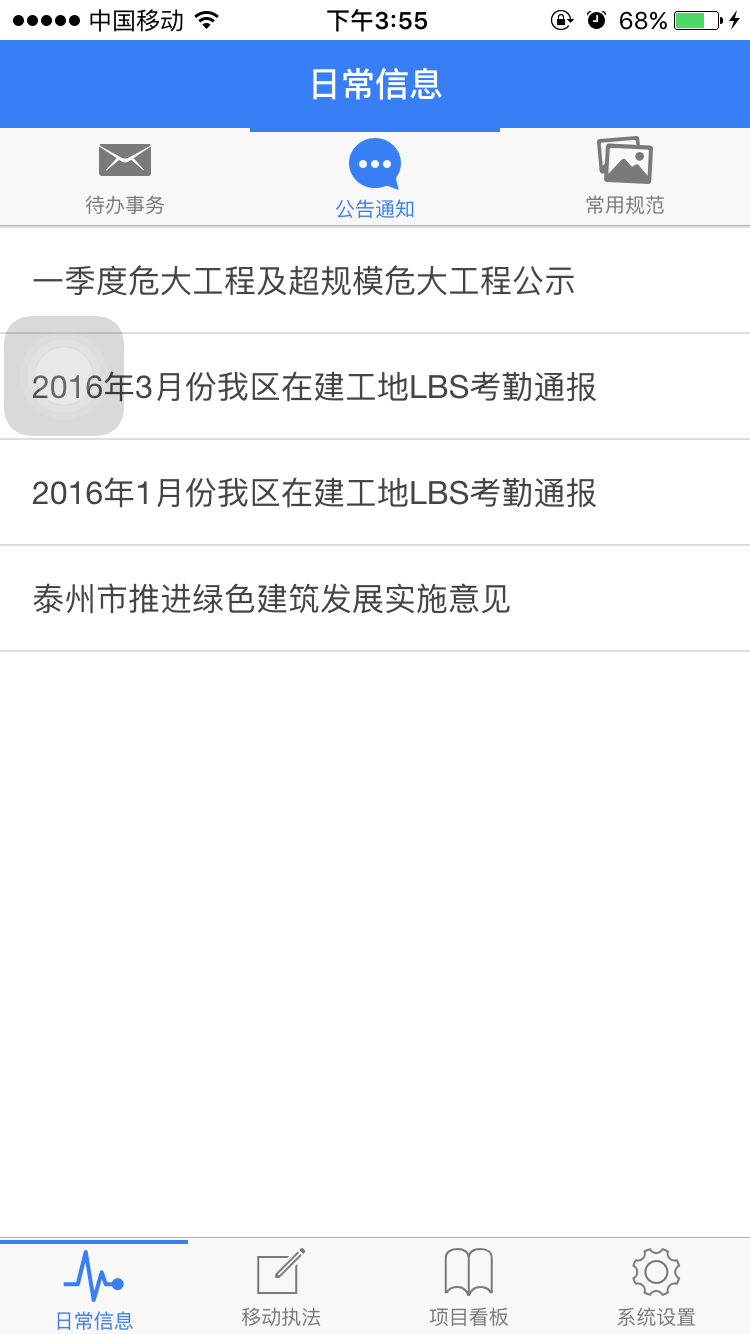 中国移动 下午3:55 68%
日常信息
待办事务 公告通知 常用规范
一季度危大工程及超规模危大工程公示
2016年3月份我区在建工地LBS考勤通报
2016年1月份我区在建工地LBS考勤通报
泰州市推进绿色建筑发展实施意见
日常信息 移动执法 项目看板 系统设置